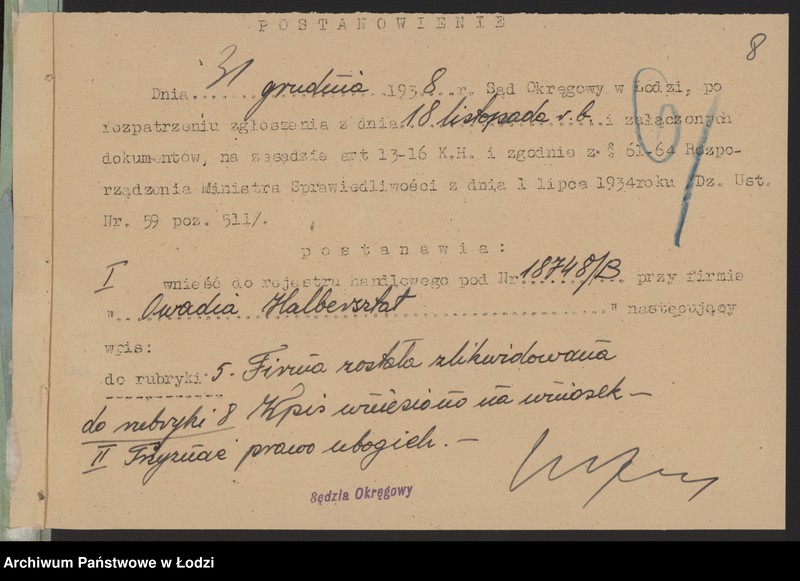 POSTANOWIENIE
8
Dnia 31 grudnia 1938 r. Sąd Okręgowy w Łodzi, po
rozpatrzeniu zgłoszenia z dnia 18 listopada r.b. i załączonych
dokumentów, na zasadzie art 13-16 K.H. i zgodnie z § 61-64 Rozpo-
rządzenia Ministra Sprawiedliwości z dnia 1 lipca 1934roku /Dz. Ust.
Nr. 59 poz. 511/.
postanawia:
I wnieść do rejestru handlowego pod Nr 18748/B przy firmie
"Owadia Halbersztat" następujący
wpis:
do rubryki 5. Firma została zlikwidowana
do rubryki 8 Wpis wniesiono na wniosek —
II Przyznać prawo ubogich. —
Sędzia Okręgowy
Archiwum Państwowe w Łodzi